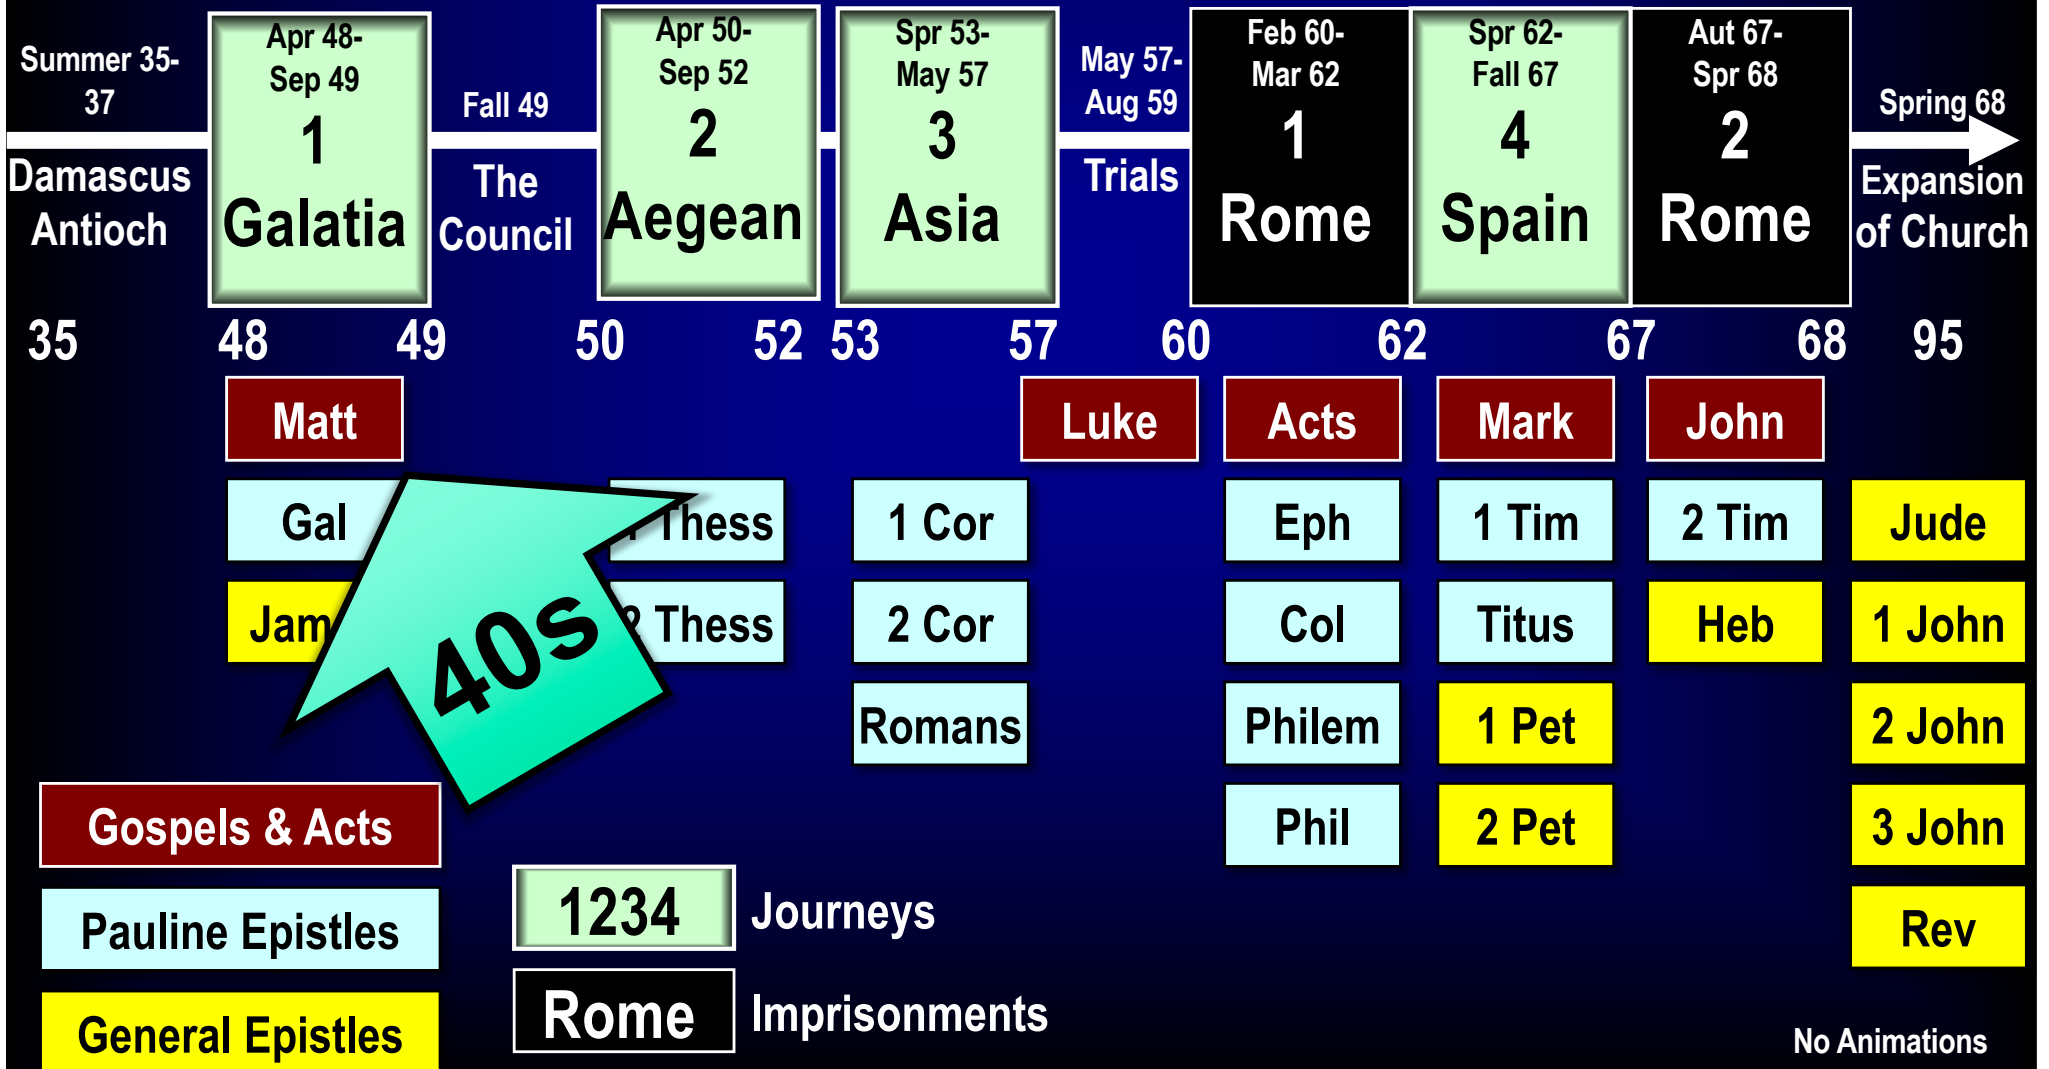 Summer 35-
37
Damascus
Antioch
Apr 48-
Sep 49
1
Galatia
Fall 49
The
Council
Apr 50-
Sep 52
2
Aegean
Spr 53-
May 57
3
Asia
May 57-
Aug 59
Trials
Feb 60-
Mar 62
1
Rome
Spr 62-
Fall 67
4
Spain
Aut 67-
Spr 68
2
Rome
Spring 68
Expansion
of Church
35 48 49 50 52 53 57 60 62 67 68 95
Matt Luke Acts Mark John
Gal Thess 1 Cor Eph 1 Tim 2 Tim Jude
Jam 2 Thess 2 Cor Col Titus Heb 1 John
40s
Romans Philem 1 Pet 2 John
Phil 2 Pet 3 John
Rev
Gospels & Acts
Pauline Epistles
General Epistles
1234 Journeys
Rome Imprisonments
No Animations